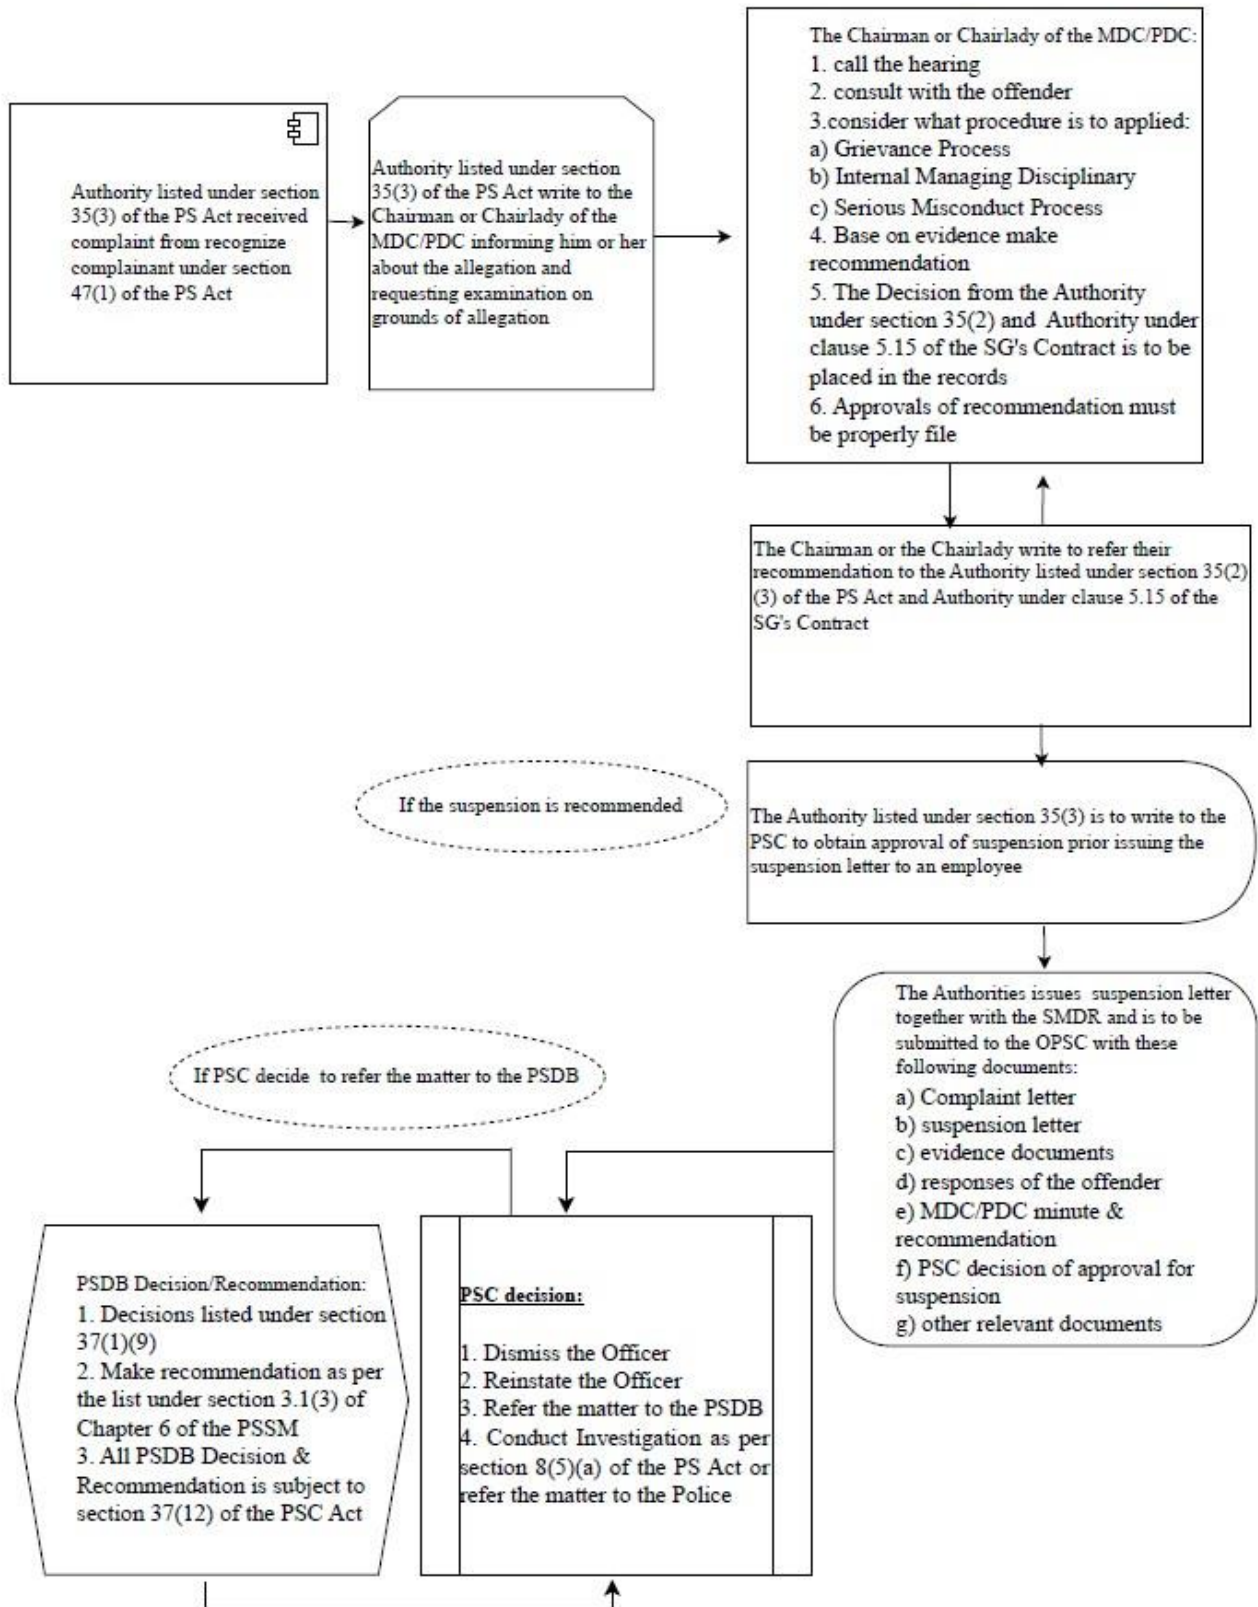 Authority listed under section
35(3) of the PS Act received
complaint from recognize
complainant under section
47(1) of the PS Act
Authority listed under section
35(3) of the PS Act write to the
Chairman or Chairlady of the
MDC/PDC informing him or her
about the allegation and
requesting examination on
grounds of allegation
The Chairman or Chairlady of the MDC/PDC:
1. call the hearing
2. consult with the offender
3.consider what procedure is to applied:
a) Grievance Process
b) Internal Managing Disciplinary
c) Serious Misconduct Process
4. Base on evidence make
recommendation
5. The Decision from the Authority
under section 35(2) and Authority under
clause 5.15 of the SG's Contract is to be
placed in the records
6. Approvals of recommendation must
be properly file
The Chairman or the Chairlady write to refer their
recommendation to the Authority listed under section 35(2)
(3) of the PS Act and Authority under clause 5.15 of the
SG's Contract
If the suspension is recommended
The Authority listed under section 35(3) is to write to the
PSC to obtain approval of suspension prior issuing the
suspension letter to an employee
The Authorities issues suspension letter
together with the SMDR and is to be
submitted to the OPSC with these
following documents:
a) Complaint letter
b) suspension letter
c) evidence documents
d) responses of the offender
e) MDC/PDC minute &
recommendation
f) PSC decision of approval for
suspension
g) other relevant documents
If PSC decide to refer the matter to the PSDB
PSDB Decision/Recommendation:
1. Decisions listed under section
37(1)(9)
2. Make recommendation as per
the list under section 3.1(3) of
Chapter 6 of the PSSM
3. All PSDB Decision &
Recommendation is subject to
section 37(12) of the PSC Act
PSC decision:
1. Dismiss the Officer
2. Reinstate the Officer
3. Refer the matter to the PSDB
4. Conduct Investigation as per
section 8(5)(a) of the PS Act or
refer the matter to the Police